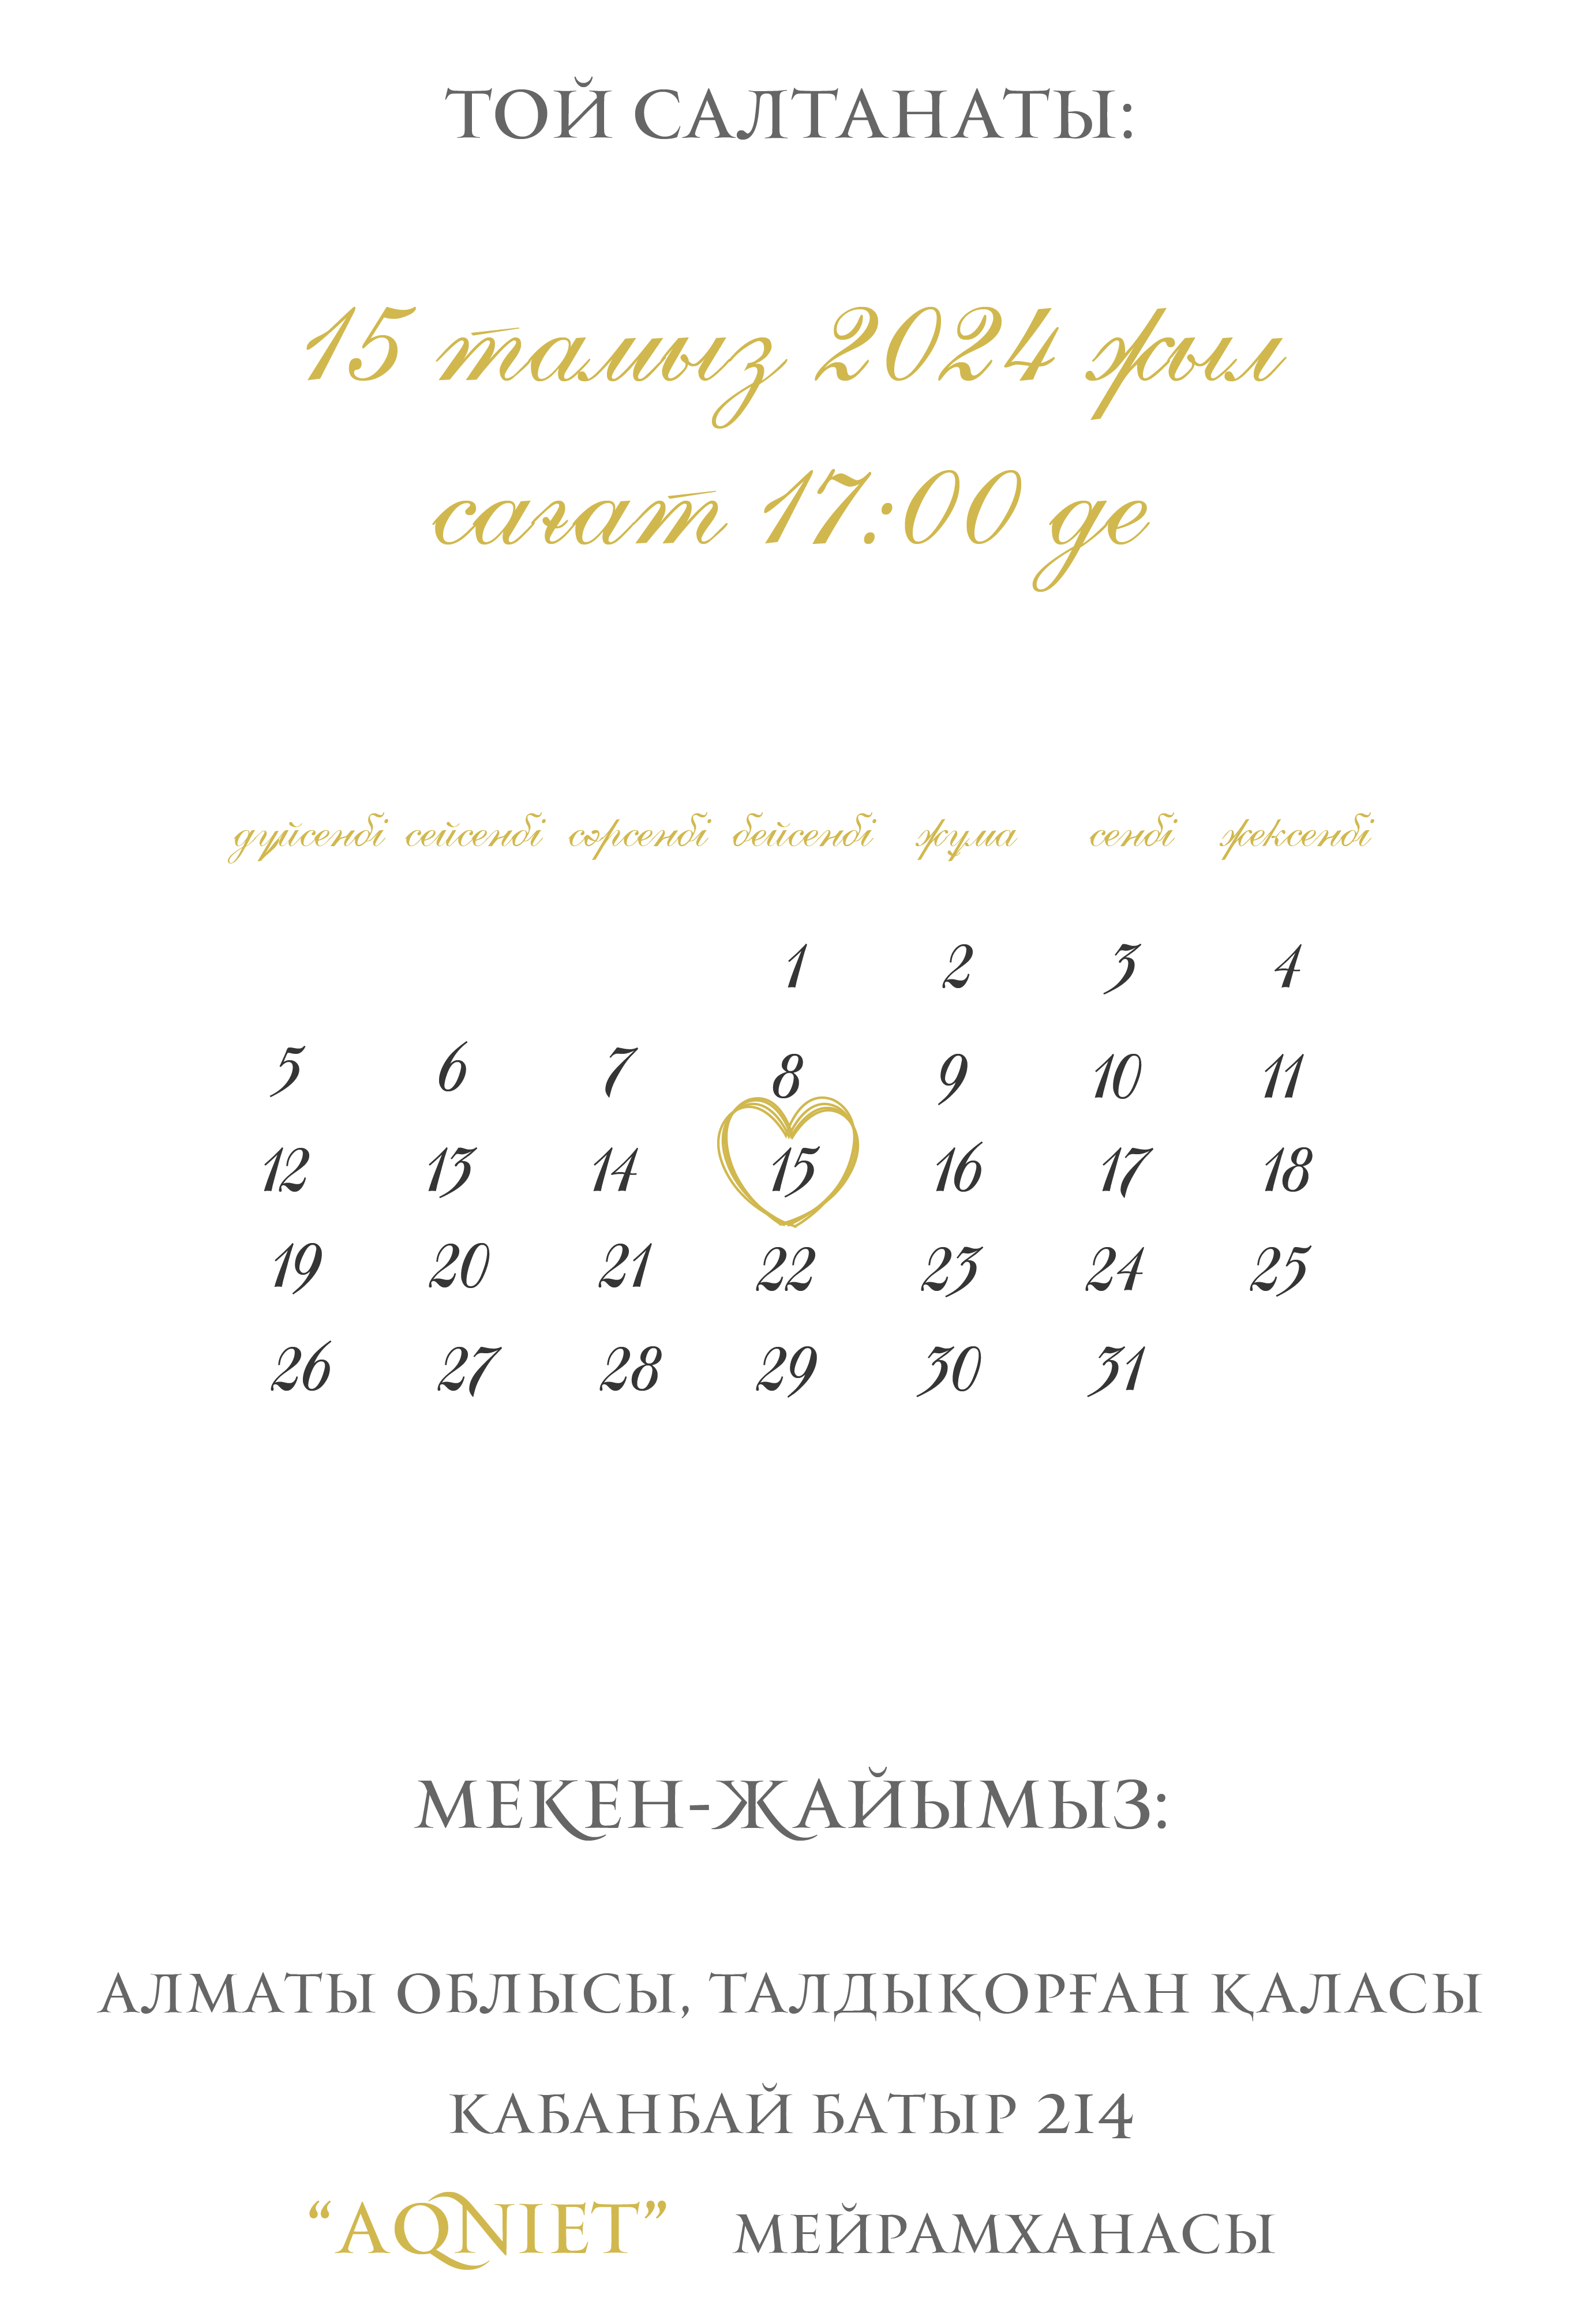 ТОЙ САЛТАНАТЫ:
15 тамыз 2024 жыл
сағат 17:00 де
дүйсенбі сейсенбі сәрсенбі бейсенбі жұма сенбі жексенбі
1 2 3 4
5 6 7 8 9 10 11
12 13 14 15 16 17 18
19 20 21 22 23 24 25
26 27 28 29 30 31
МЕКЕН-ЖАЙЫМЫЗ:
АЛМАТЫ ОБЛЫСЫ, ТАЛДЫҚОРҒАН ҚАЛАСЫ
КАБАНБАЙ БАТЫР 214
“AQNIET” МЕЙРАМХАНАСЫ